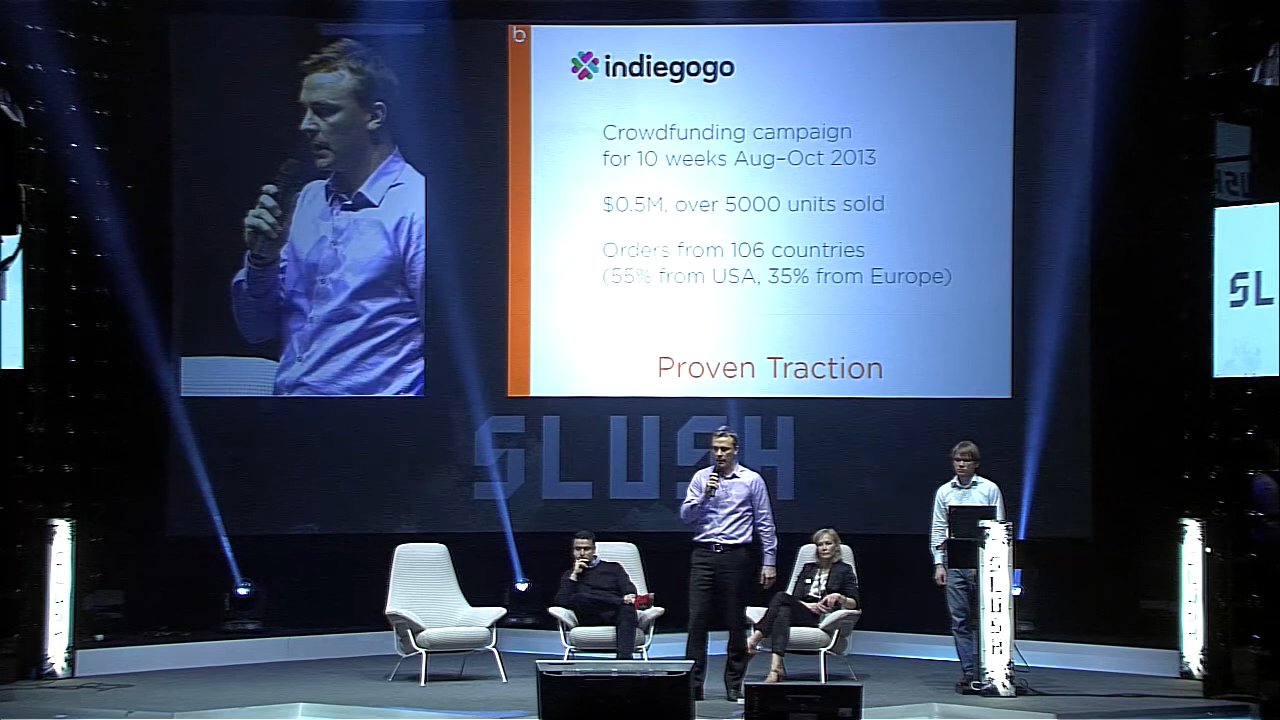 b
indiegogo
Crowdfunding campaign
for 10 weeks Aug–Oct 2013
$0.5M, over 5000 units sold
Orders from 106 countries
(55% from USA, 35% from Europe)
Proven Traction
SLUSH
SL
SLUSH